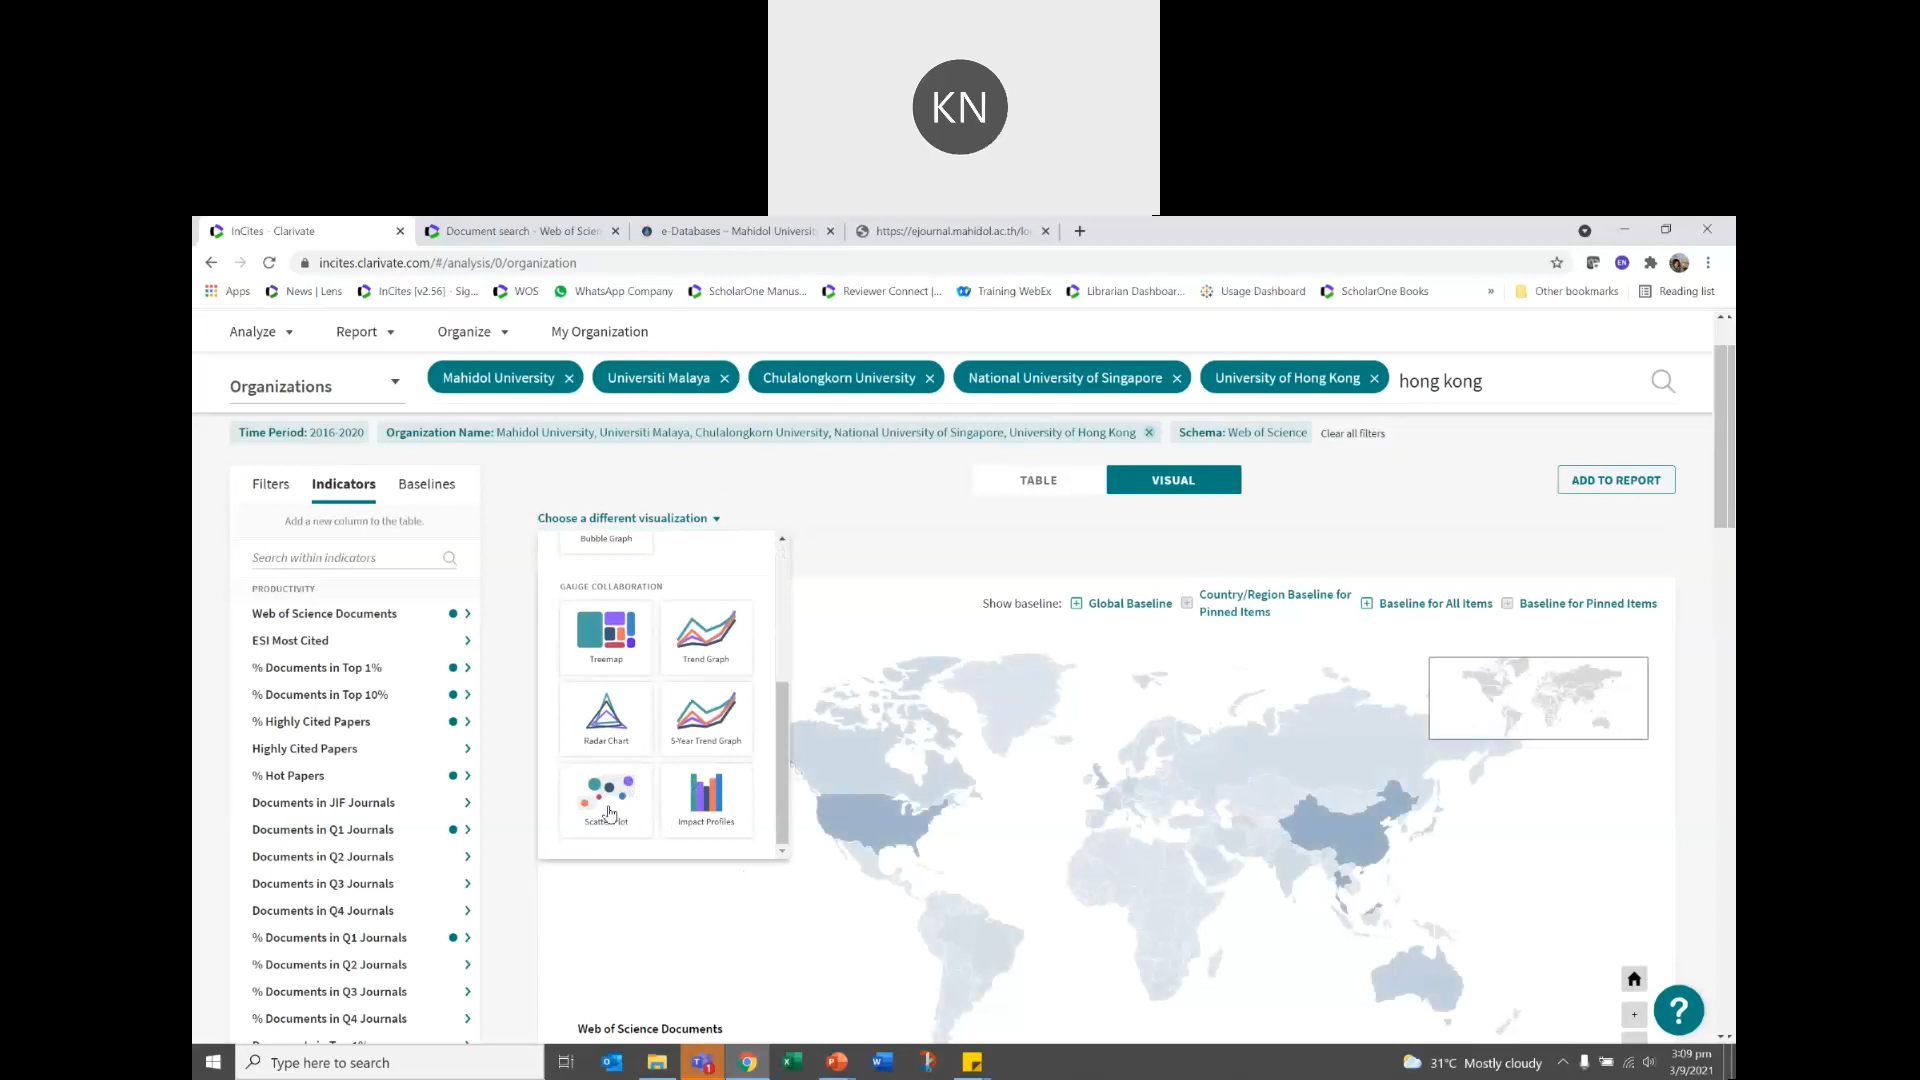 KN
InCites - Clarivate
Document search - Web of Scien
e-Databases – Mahidol Universit
https://ejournal.mahidol.ac.th/lo
incites.clarivate.com/#/analysis/0/organization
EN
Apps
News | Lens
InCites [v2.56] - Sig...
WOS
WhatsApp Company
ScholarOne Manus...
Reviewer Connect |...
Training WebEx
Librarian Dashboar...
Usage Dashboard
ScholarOne Books
»
Other bookmarks
Reading list
Analyze
Report
Organize
My Organization
Organizations
Mahidol University
Universiti Malaya
Chulalongkorn University
National University of Singapore
University of Hong Kong
hong kong
Time Period: 2016-2020
Organization Name: Mahidol University, Universiti Malaya, Chulalongkorn University, National University of Singapore, University of Hong Kong
Schema: Web of Science
Clear all filters
Filters
Indicators
Baselines
TABLE
VISUAL
ADD TO REPORT
Add a new column to the table.
Search within indicators
PRODUCTIVITY
Web of Science Documents
ESI Most Cited
% Documents in Top 1%
% Documents in Top 10%
% Highly Cited Papers
Highly Cited Papers
% Hot Papers
Documents in JIF Journals
Documents in Q1 Journals
Documents in Q2 Journals
Documents in Q3 Journals
Documents in Q4 Journals
% Documents in Q1 Journals
% Documents in Q2 Journals
% Documents in Q3 Journals
% Documents in Q4 Journals
Choose a different visualization
Bubble Graph
GAUGE COLLABORATION
Treemap
Trend Graph
Radar Chart
5-Year Trend Graph
Impact Profiles
Show baseline:
Global Baseline
Country/Region Baseline for
Pinned Items
Baseline for All Items
Baseline for Pinned Items
Web of Science Documents
+
?
Type here to search
1
31°C Mostly cloudy
3:09 pm
3/9/2021